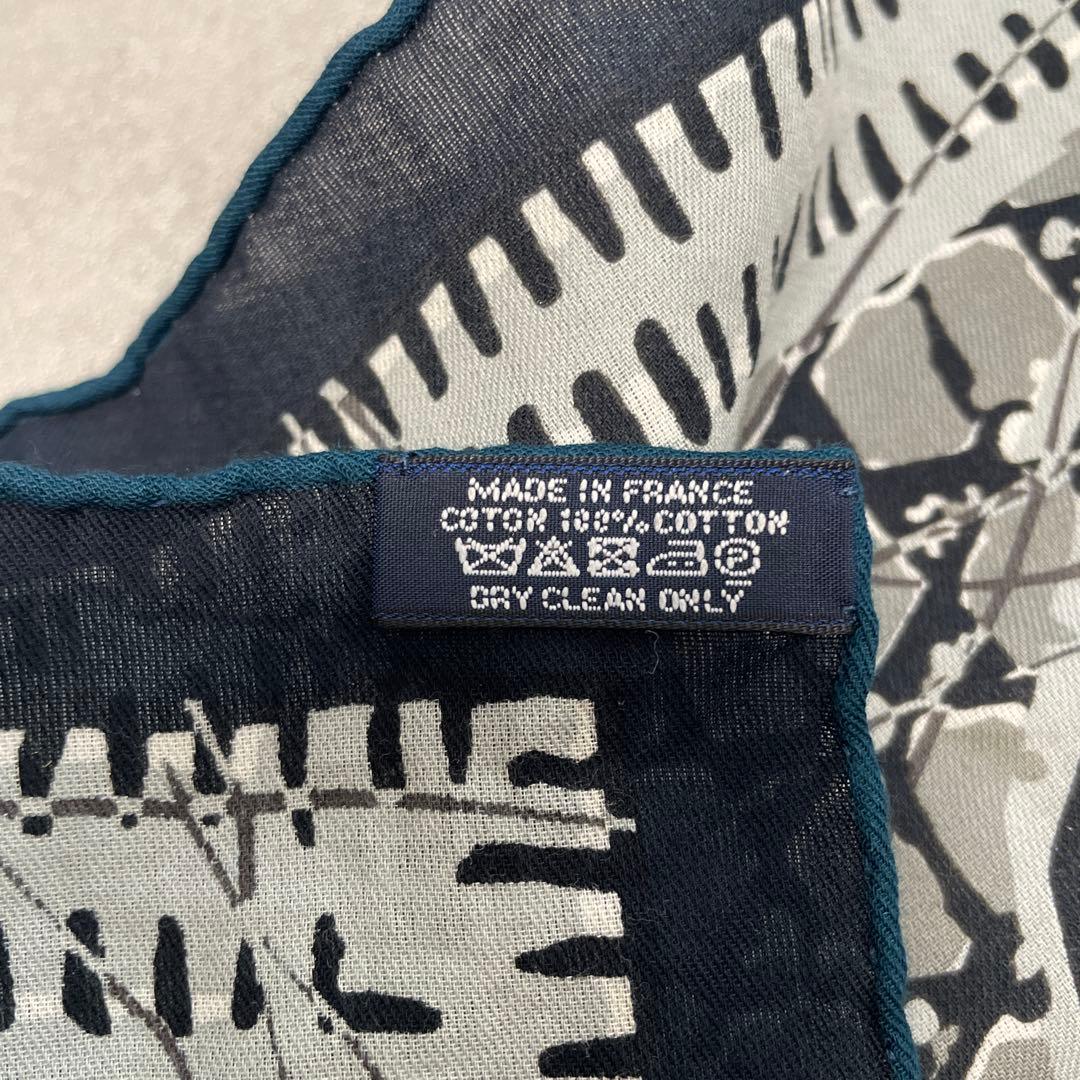 MADE IN FRANCE
COTON 100% COTTON
P
DRY CLEAN ONLY